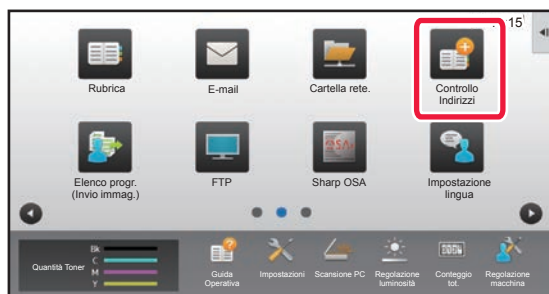 15
Rubrica
E-mail
Cartella rete.
Controllo
Indirizzi
OSA
Elenco progr.
(Invio immag.)
FTP
Sharp OSA
Impostazione
lingua
Quantità Toner
Bk
C
M
Y
Guida
Operativa
Impostazioni
Scansione PC
Regolazione
luminosità
Conteggio
tot.
Regolazione
macchina